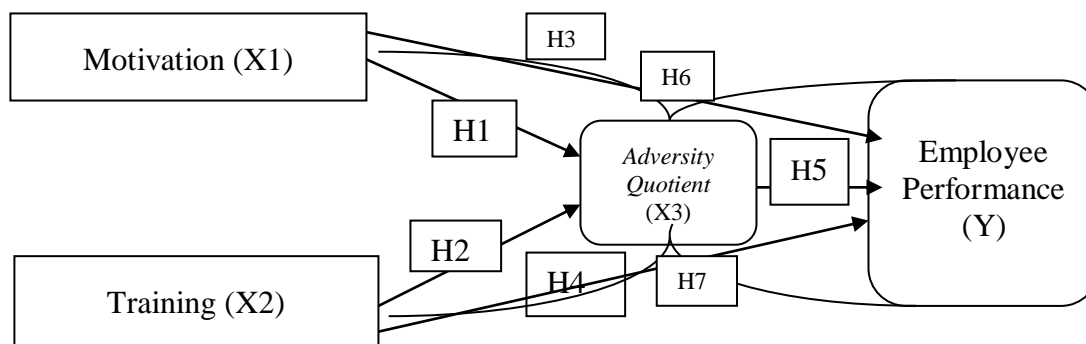 Motivation (X1)
H3
H6
H1
Adversity
Quotient
(X3)
H5
Employee
Performance
(Y)
H2
H4
H7
Training (X2)